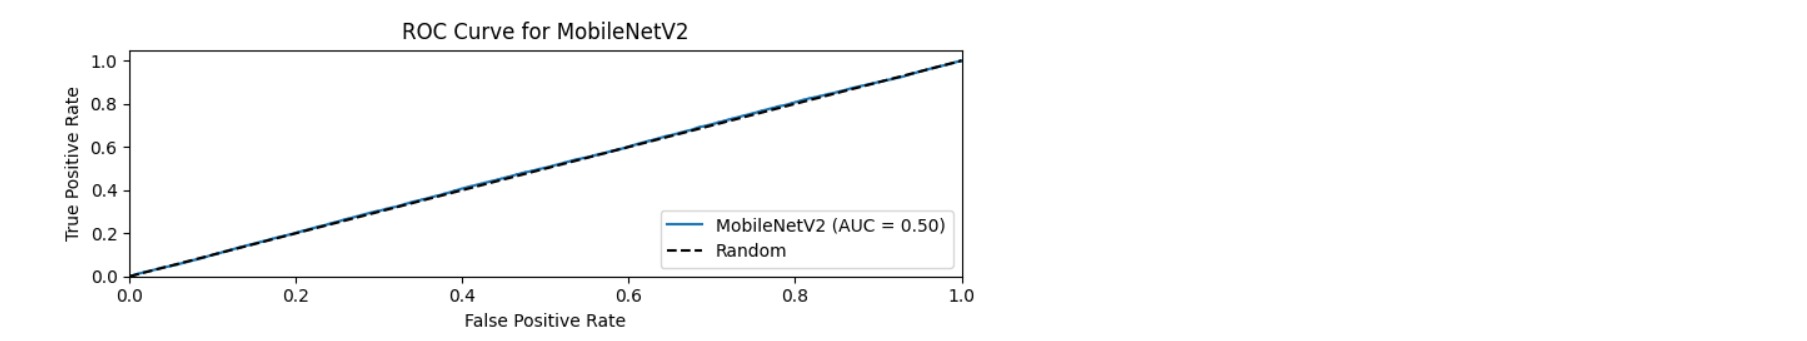 ROC Curve for MobileNetV2
True Positive Rate
1.0
0.8
0.6
0.4
0.2
0.0
MobileNetV2 (AUC = 0.50)
Random
0.0 0.2 0.4 0.6 0.8 1.0
False Positive Rate